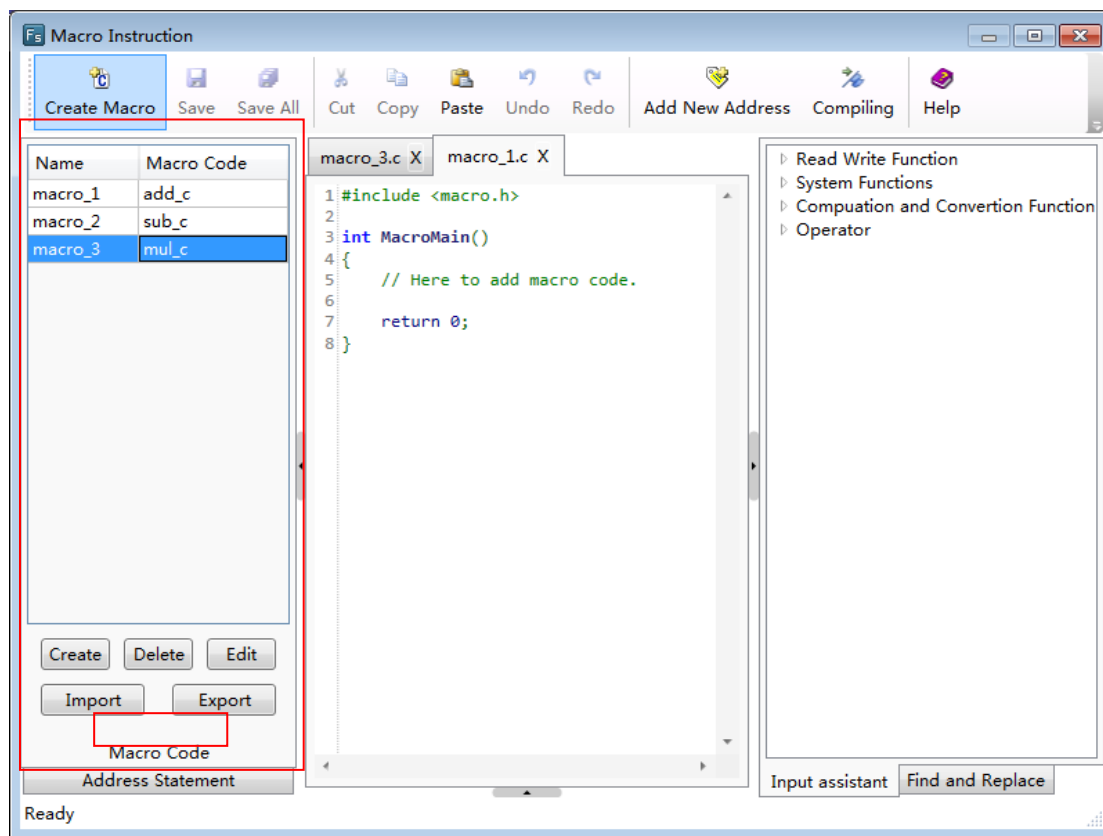 Fs Macro Instruction
Create Macro Save Save All Cut Copy Paste Undo Redo Add New Address Compiling Help
Name Macro Code
macro_1 add_c
macro_2 sub_c
macro_3 mul_c
Create Delete Edit
Import Export
Macro Code
Address Statement
macro_3.c X macro_1.c X
1 #include <macro.h>
2
3 int MacroMain()
4 {
5 // Here to add macro code.
6
7 return 0;
8 }
Read Write Function
System Functions
Compuation and Convertion Function
Operator
Input assistant Find and Replace
Ready